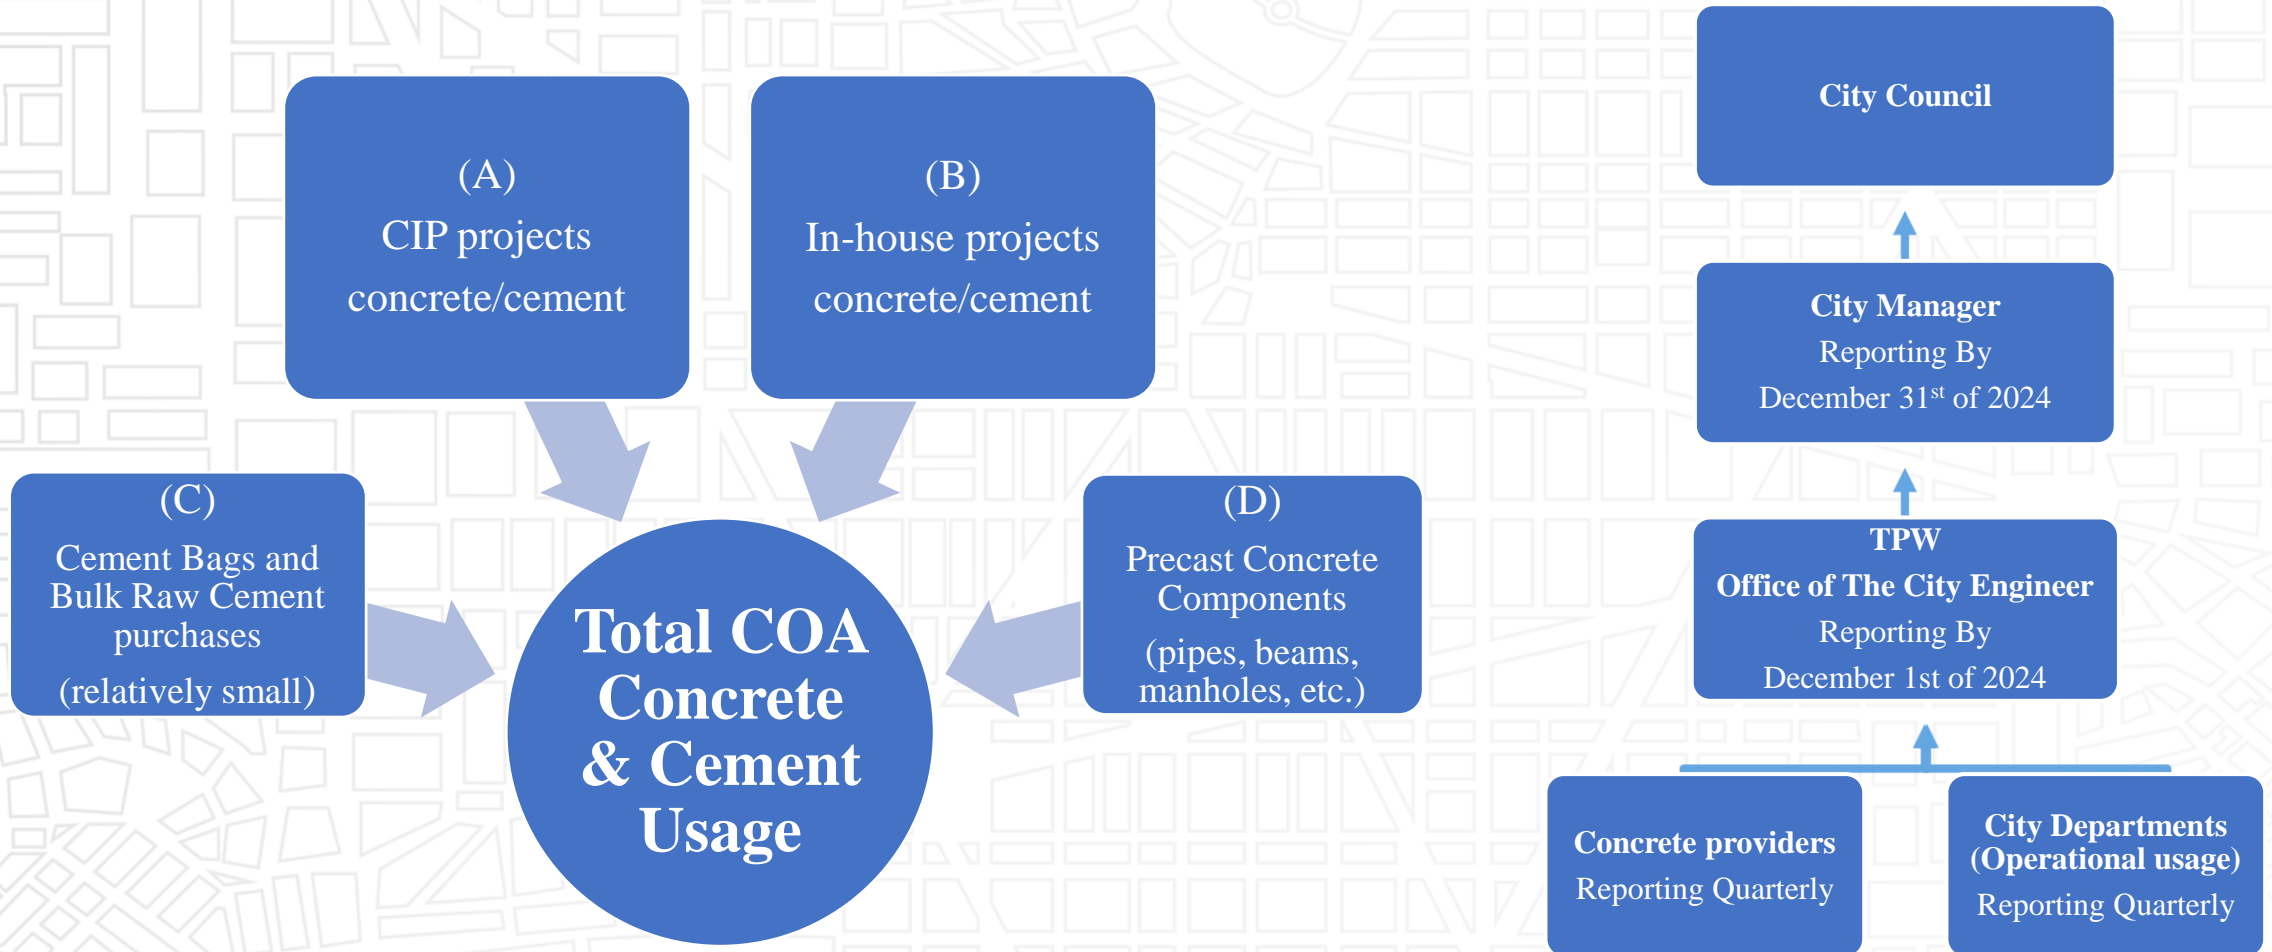 (A)
CIP projects
concrete/cement
(B)
In-house projects
concrete/cement
(C)
Cement Bags and
Bulk Raw Cement
purchases
(relatively small)
(D)
Precast Concrete
Components
(pipes, beams,
manholes, etc.)
Total COA
Concrete
& Cement
Usage
City Council
City Manager
Reporting By
December 31st of 2024
TPW
Office of The City Engineer
Reporting By
December 1st of 2024
Concrete providers
Reporting Quarterly
City Departments
(Operational usage)
Reporting Quarterly